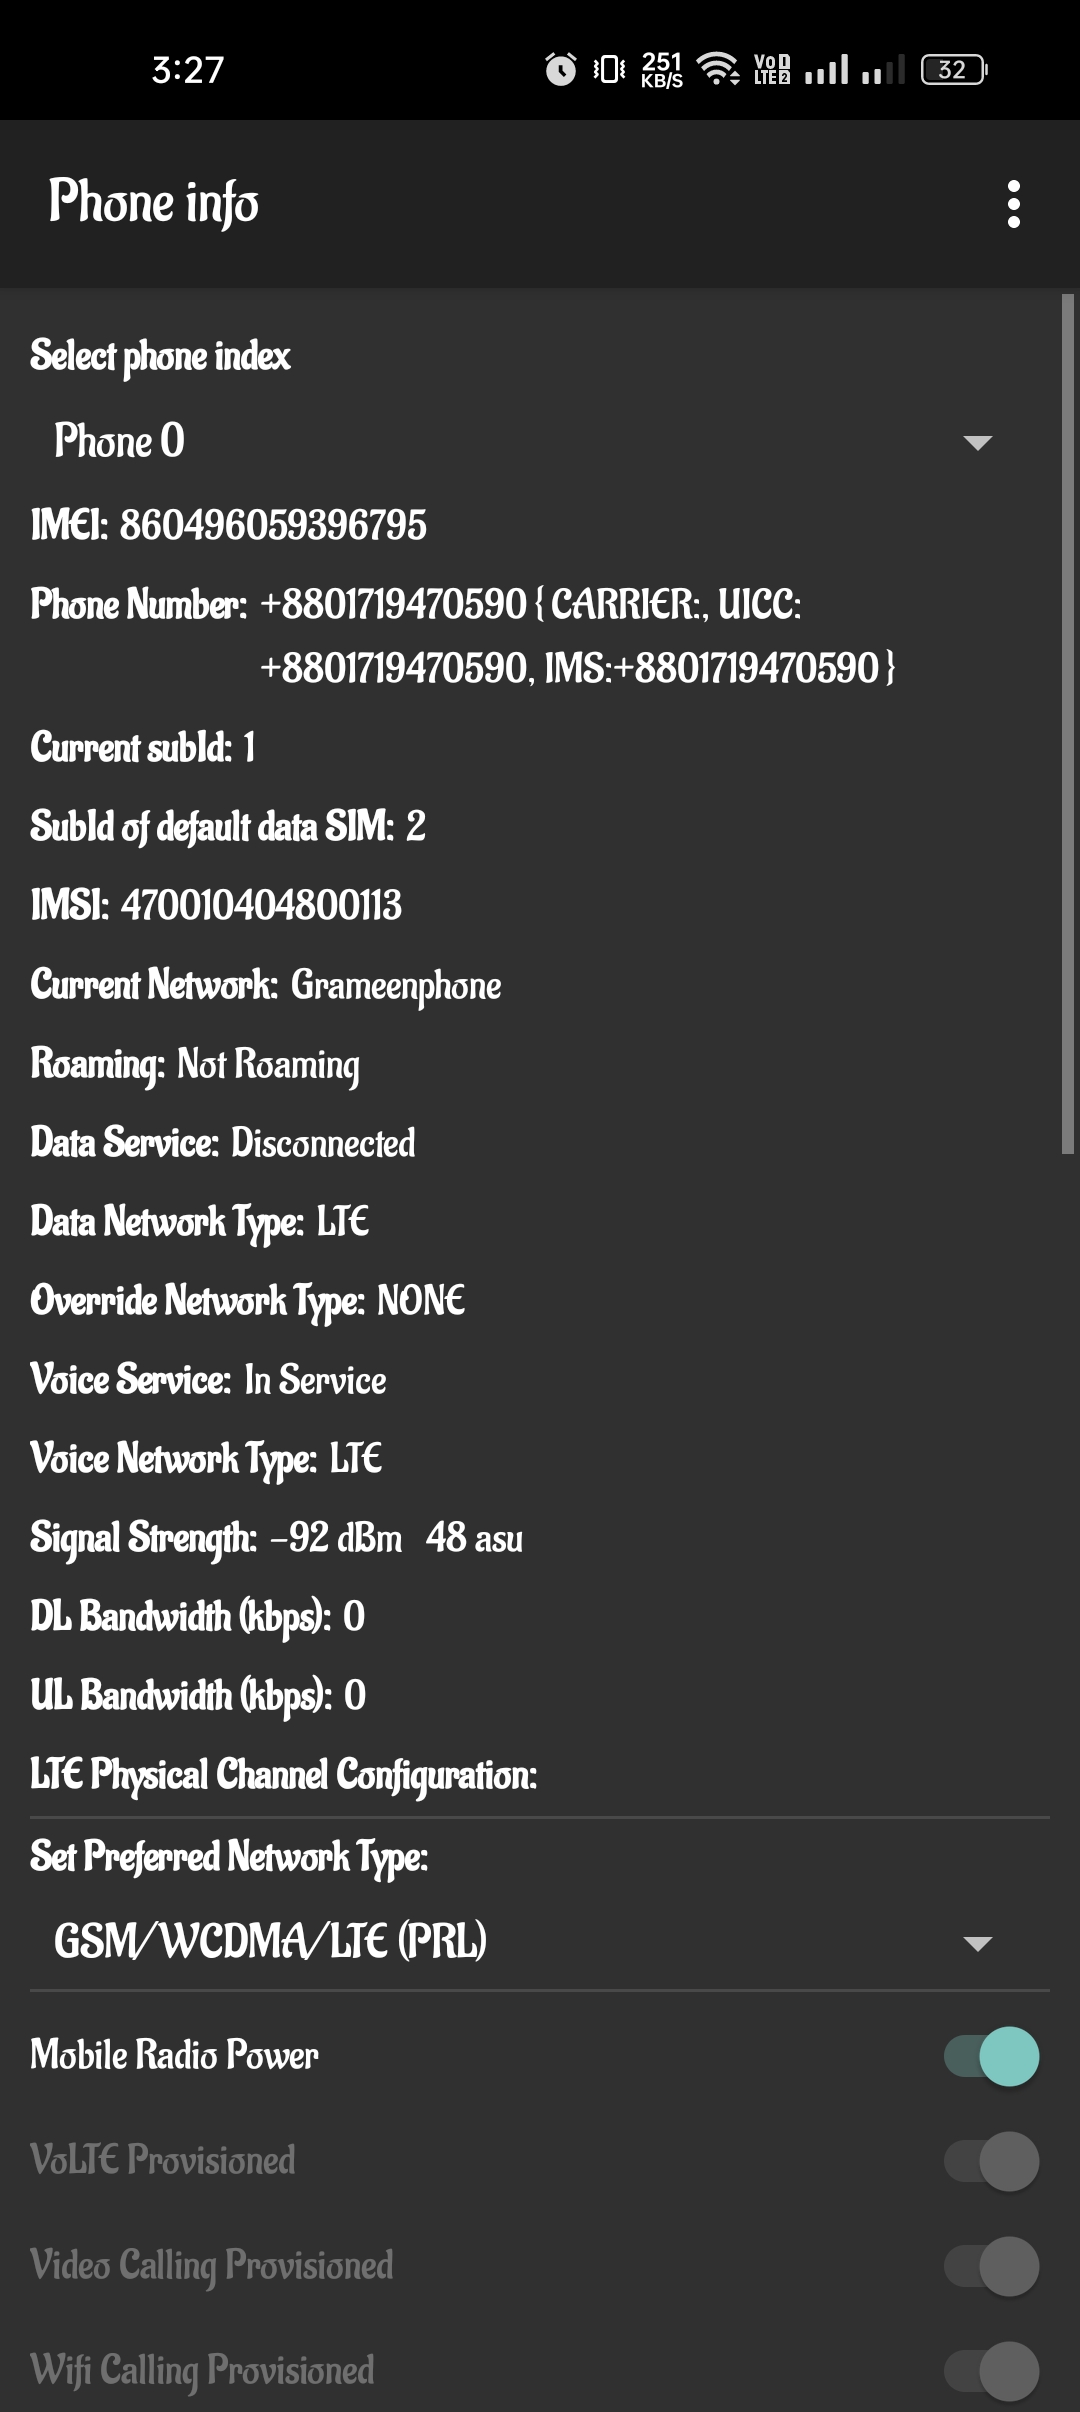 3:27 251 KB/S Vo 1 LTE 2 32
Phone info
Select phone index
Phone 0
IMEI: 860496059396795
Phone Number: +8801719470590 { CARRIER:, UICC:
+8801719470590, IMS:+8801719470590 }
Current subId: 1
SubId of default data SIM: 2
IMSI: 470010404800113
Current Network: Grameenphone
Roaming: Not Roaming
Data Service: Disconnected
Data Network Type: LTE
Override Network Type: NONE
Voice Service: In Service
Voice Network Type: LTE
Signal Strength: −92 dBm 48 asu
DL Bandwidth (kbps): 0
UL Bandwidth (kbps): 0
LTE Physical Channel Configuration:
Set Preferred Network Type:
GSM/WCDMA/LTE (PRL)
Mobile Radio Power
VoLTE Provisioned
Video Calling Provisioned
Wifi Calling Provisioned